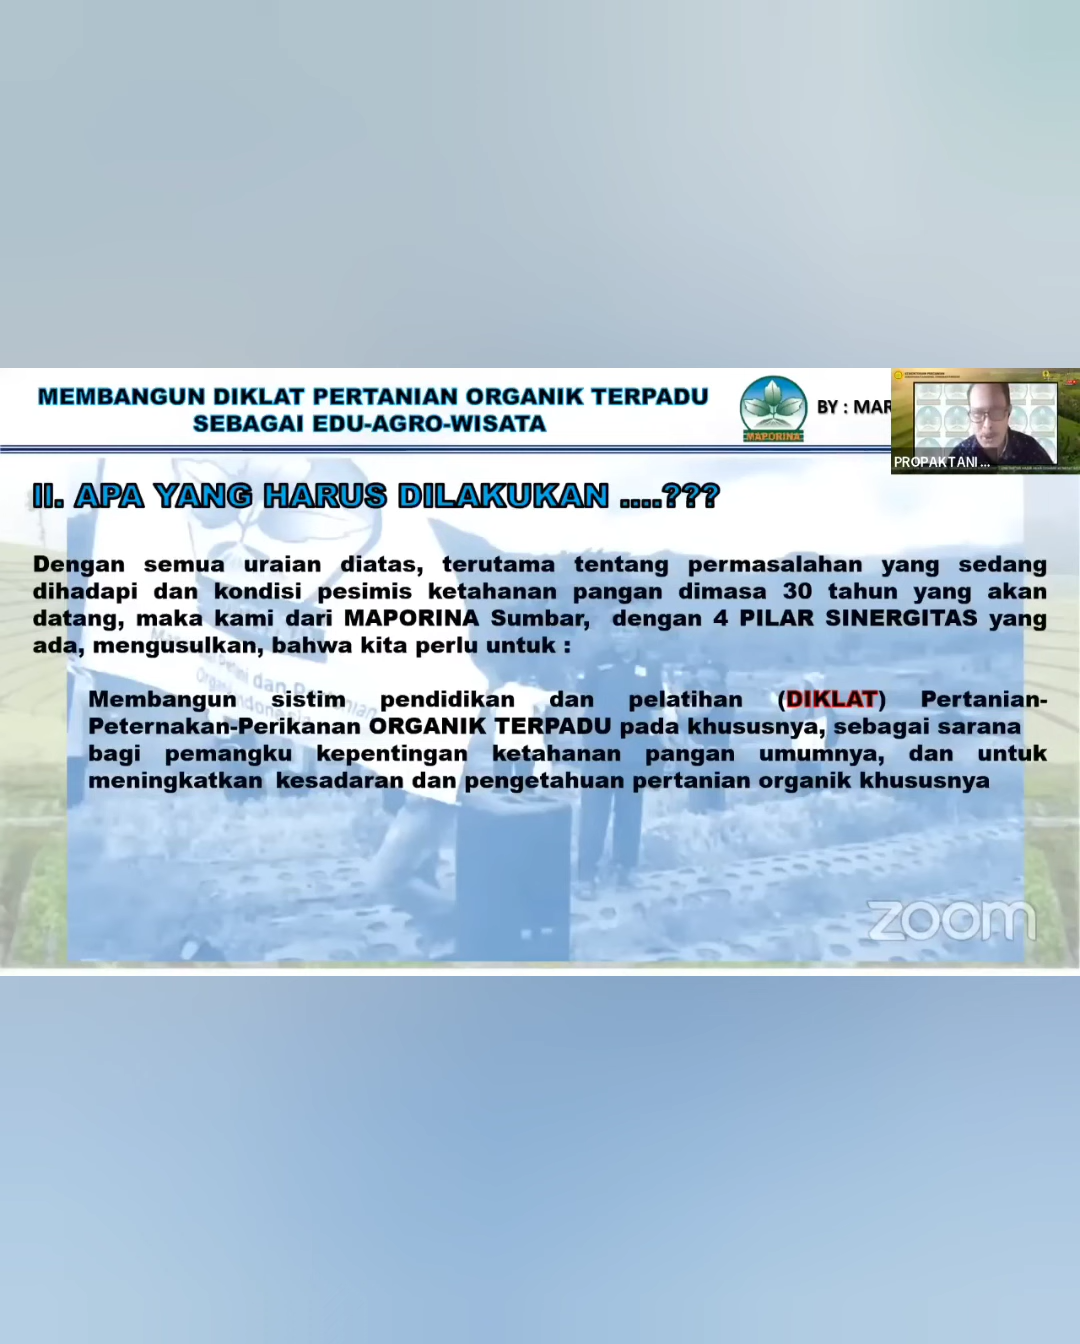 MEMBANGUN DIKLAT PERTANIAN ORGANIK TERPADU
SEBAGAI EDU-AGRO-WISATA
MAPORINA
BY : MAR
PROPAKTANI ...
II. APA YANG HARUS DILAKUKAN ....???
Dengan semua uraian diatas, terutama tentang permasalahan yang sedang
dihadapi dan kondisi pesimis ketahanan pangan dimasa 30 tahun yang akan
datang, maka kami dari MAPORINA Sumbar, dengan 4 PILAR SINERGITAS yang
ada, mengusulkan, bahwa kita perlu untuk :
Membangun sistim pendidikan dan pelatihan (DIKLAT) Pertanian-
Peternakan-Perikanan ORGANIK TERPADU pada khususnya, sebagai sarana
bagi pemangku kepentingan ketahanan pangan umumnya, dan untuk
meningkatkan kesadaran dan pengetahuan pertanian organik khususnya
zoom